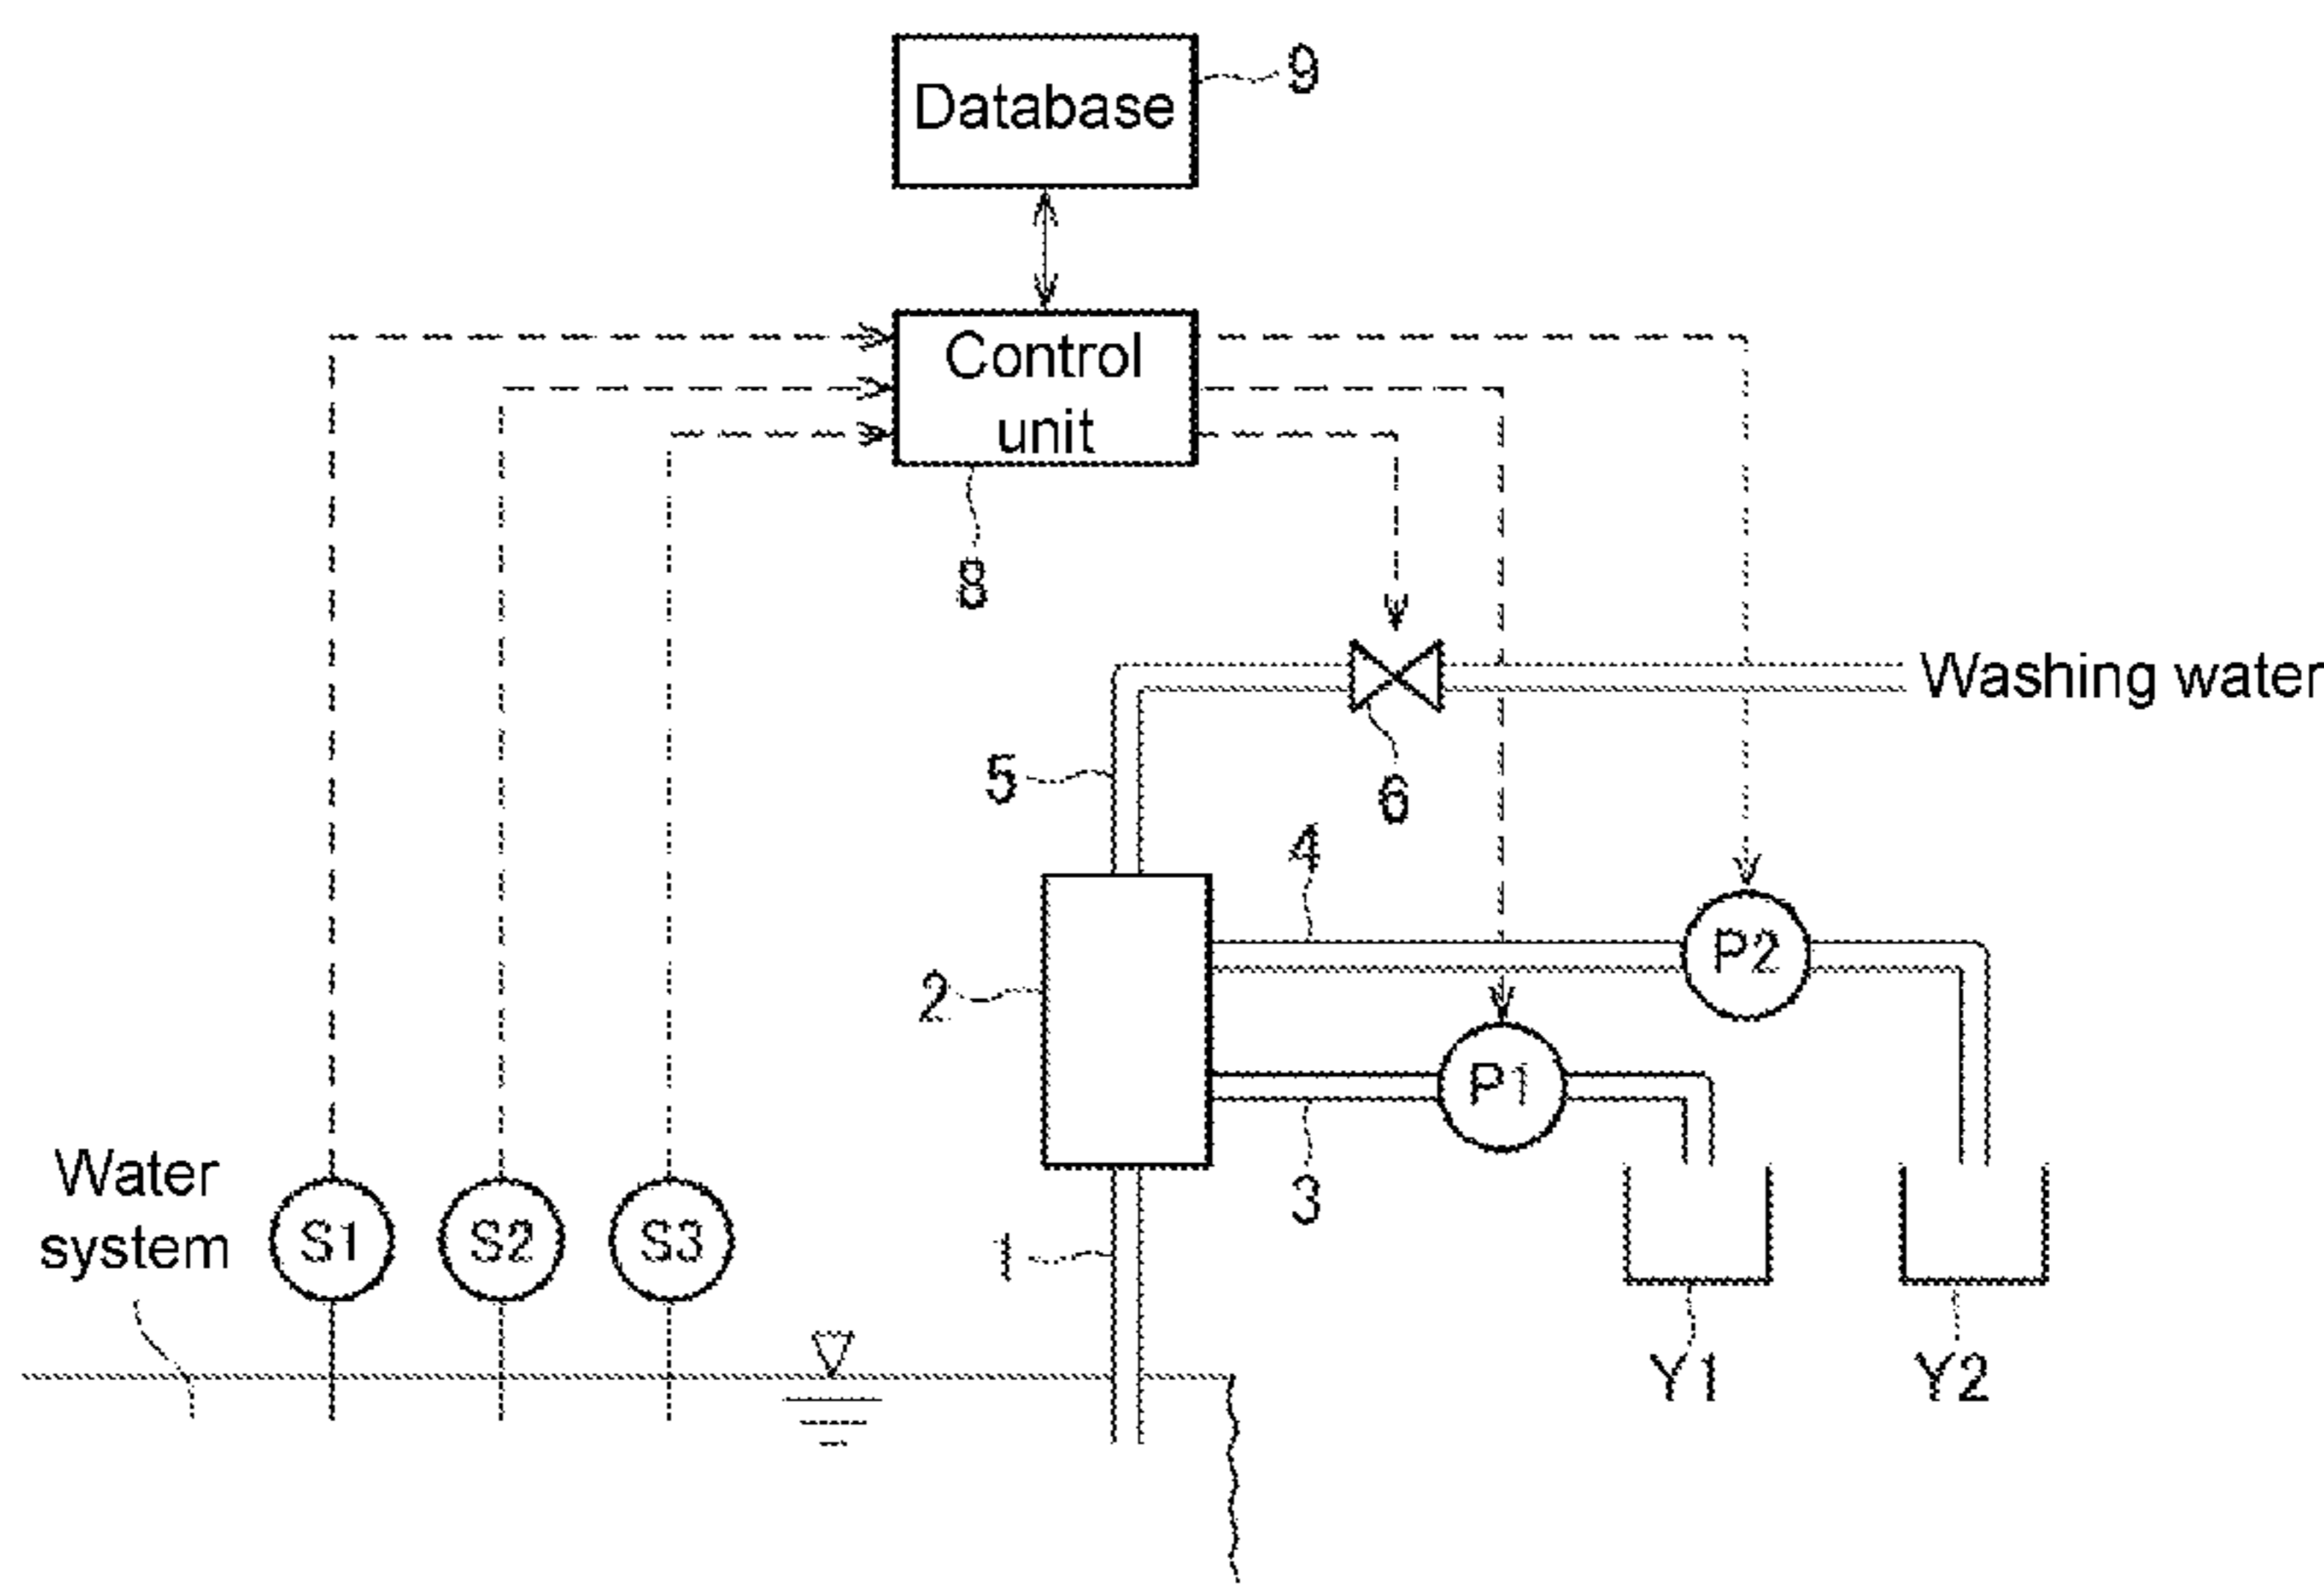 Database
9
Control
unit
8
Washing water
5
6
4
P2
2
P1
Water
system
S1
S2
S3
1
3
Y1
Y2